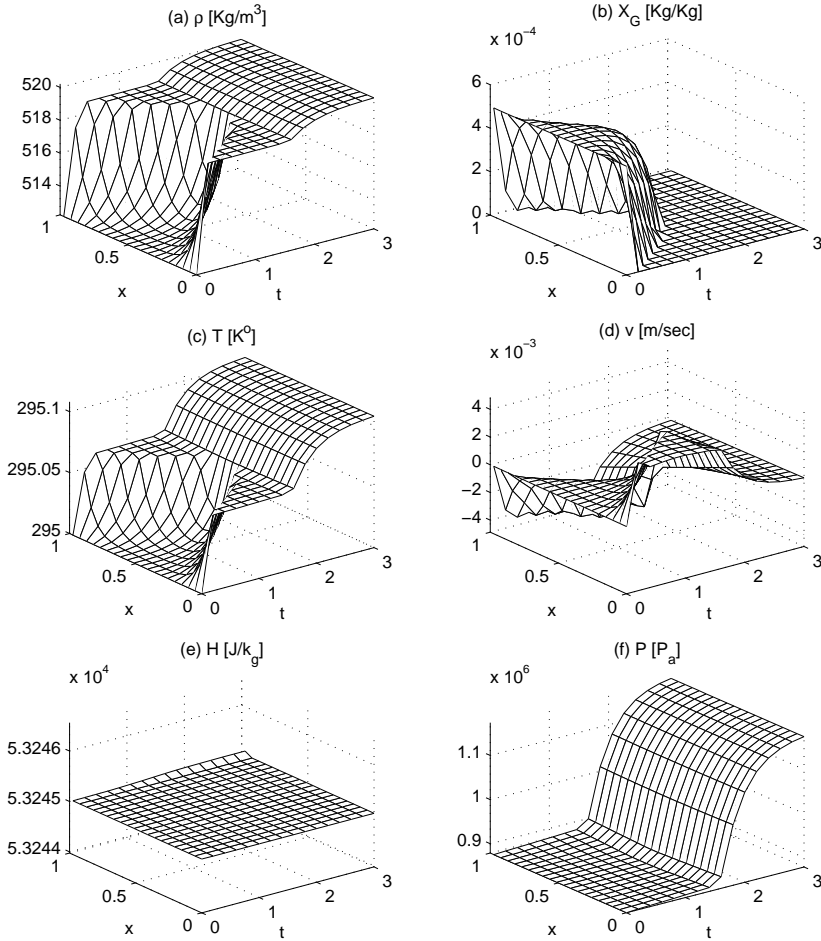 (a) ρ [Kg/m³]
520
518
516
514
1
0.5
0
x
0
1
2
3
t
(b) X_G [Kg/Kg]
x 10⁻⁴
6
4
2
0
1
0.5
0
x
0
1
2
3
t
(c) T [K⁰]
295.1
295.05
295
1
0.5
0
x
0
1
2
3
t
(d) v [m/sec]
x 10⁻³
4
2
0
−2
−4
1
0.5
0
x
0
1
2
3
t
(e) H [J/k_g]
x 10⁴
5.3246
5.3245
5.3244
1
0.5
0
x
0
1
2
3
t
(f) P [P_a]
x 10⁶
1.1
1
0.9
1
0.5
0
x
0
1
2
3
t